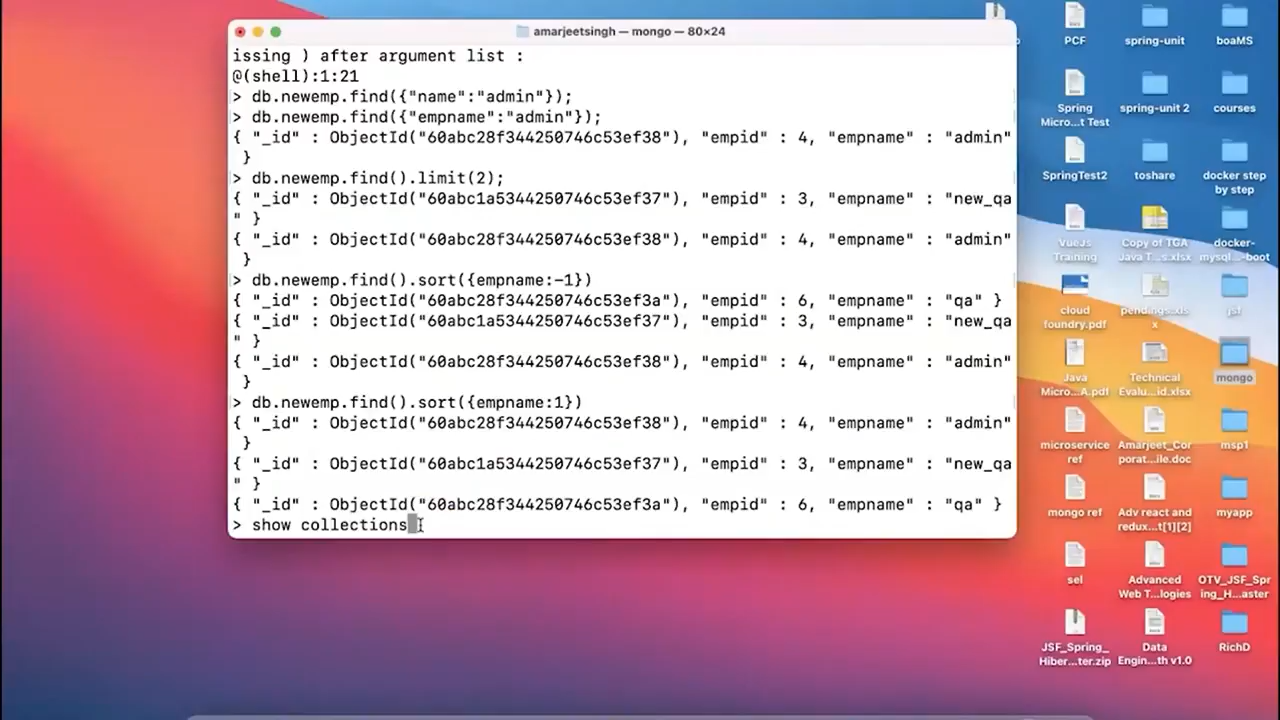 amarjeetsingh — mongo — 80×24
issing ) after argument list :
@(shell):1:21
> db.newemp.find({"name":"admin"});
> db.newemp.find({"empname":"admin"});
{ "_id" : ObjectId("60abc28f344250746c53ef38"), "empid" : 4, "empname" : "admin"
}
> db.newemp.find().limit(2);
{ "_id" : ObjectId("60abc1a5344250746c53ef37"), "empid" : 3, "empname" : "new_qa
" }
{ "_id" : ObjectId("60abc28f344250746c53ef38"), "empid" : 4, "empname" : "admin"
}
> db.newemp.find().sort({empname:-1})
{ "_id" : ObjectId("60abc28f344250746c53ef3a"), "empid" : 6, "empname" : "qa" }
{ "_id" : ObjectId("60abc1a5344250746c53ef37"), "empid" : 3, "empname" : "new_qa
" }
{ "_id" : ObjectId("60abc28f344250746c53ef38"), "empid" : 4, "empname" : "admin"
}
> db.newemp.find().sort({empname:1})
{ "_id" : ObjectId("60abc28f344250746c53ef38"), "empid" : 4, "empname" : "admin"
}
{ "_id" : ObjectId("60abc1a5344250746c53ef37"), "empid" : 3, "empname" : "new_qa
" }
{ "_id" : ObjectId("60abc28f344250746c53ef3a"), "empid" : 6, "empname" : "qa" }
> show collections
PCF
spring-unit
boaMS
Spring
Micro...t Test
spring-unit 2
courses
SpringTest2
toshare
docker step
by step
VueJs
Training
Copy of TGA
Java T...s.xlsx
docker-
mysql...-boot
cloud
foundry.pdf
pendings.xls
x
jsf
Java
Micro...A.pdf
Technical
Evalu...id.xlsx
mongo
microservice
ref
Amarjeet_Cor
porat...ile.doc
msp1
mongo ref
Adv react and
redux...t[1][2]
myapp
sel
Advanced
Web T...logies
OTV_JSF_Spr
ing_H...aster
JSF_Spring_
Hiber...ter.zip
Data
Engin...th v1.0
RichD